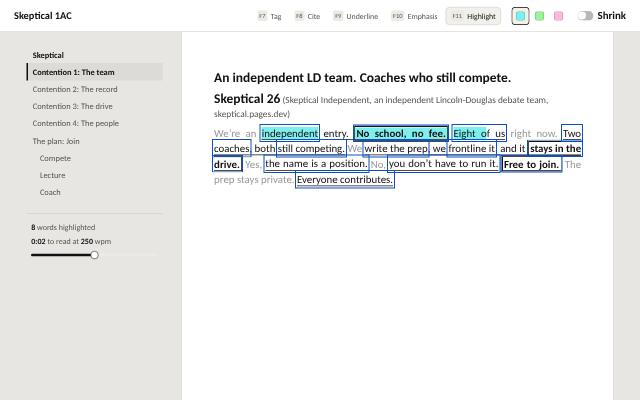 Skeptical 1AC
F7 Tag F8 Cite F9 Underline F10 Emphasis F11 Highlight Shrink
Skeptical
Contention 1: The team
Contention 2: The record
Contention 3: The drive
Contention 4: The people
The plan: Join
Compete
Lecture
Coach
8 words highlighted
0:02 to read at 250 wpm
An independent LD team. Coaches who still compete.
Skeptical 26 (Skeptical Independent, an independent Lincoln-Douglas debate team,
skeptical.pages.dev)
We're an independent entry. No school, no fee. Eight of us right now. Two
coaches, both still competing. We write the prep, we frontline it, and it stays in the
drive. Yes, the name is a position. No, you don't have to run it. Free to join. The
prep stays private. Everyone contributes.